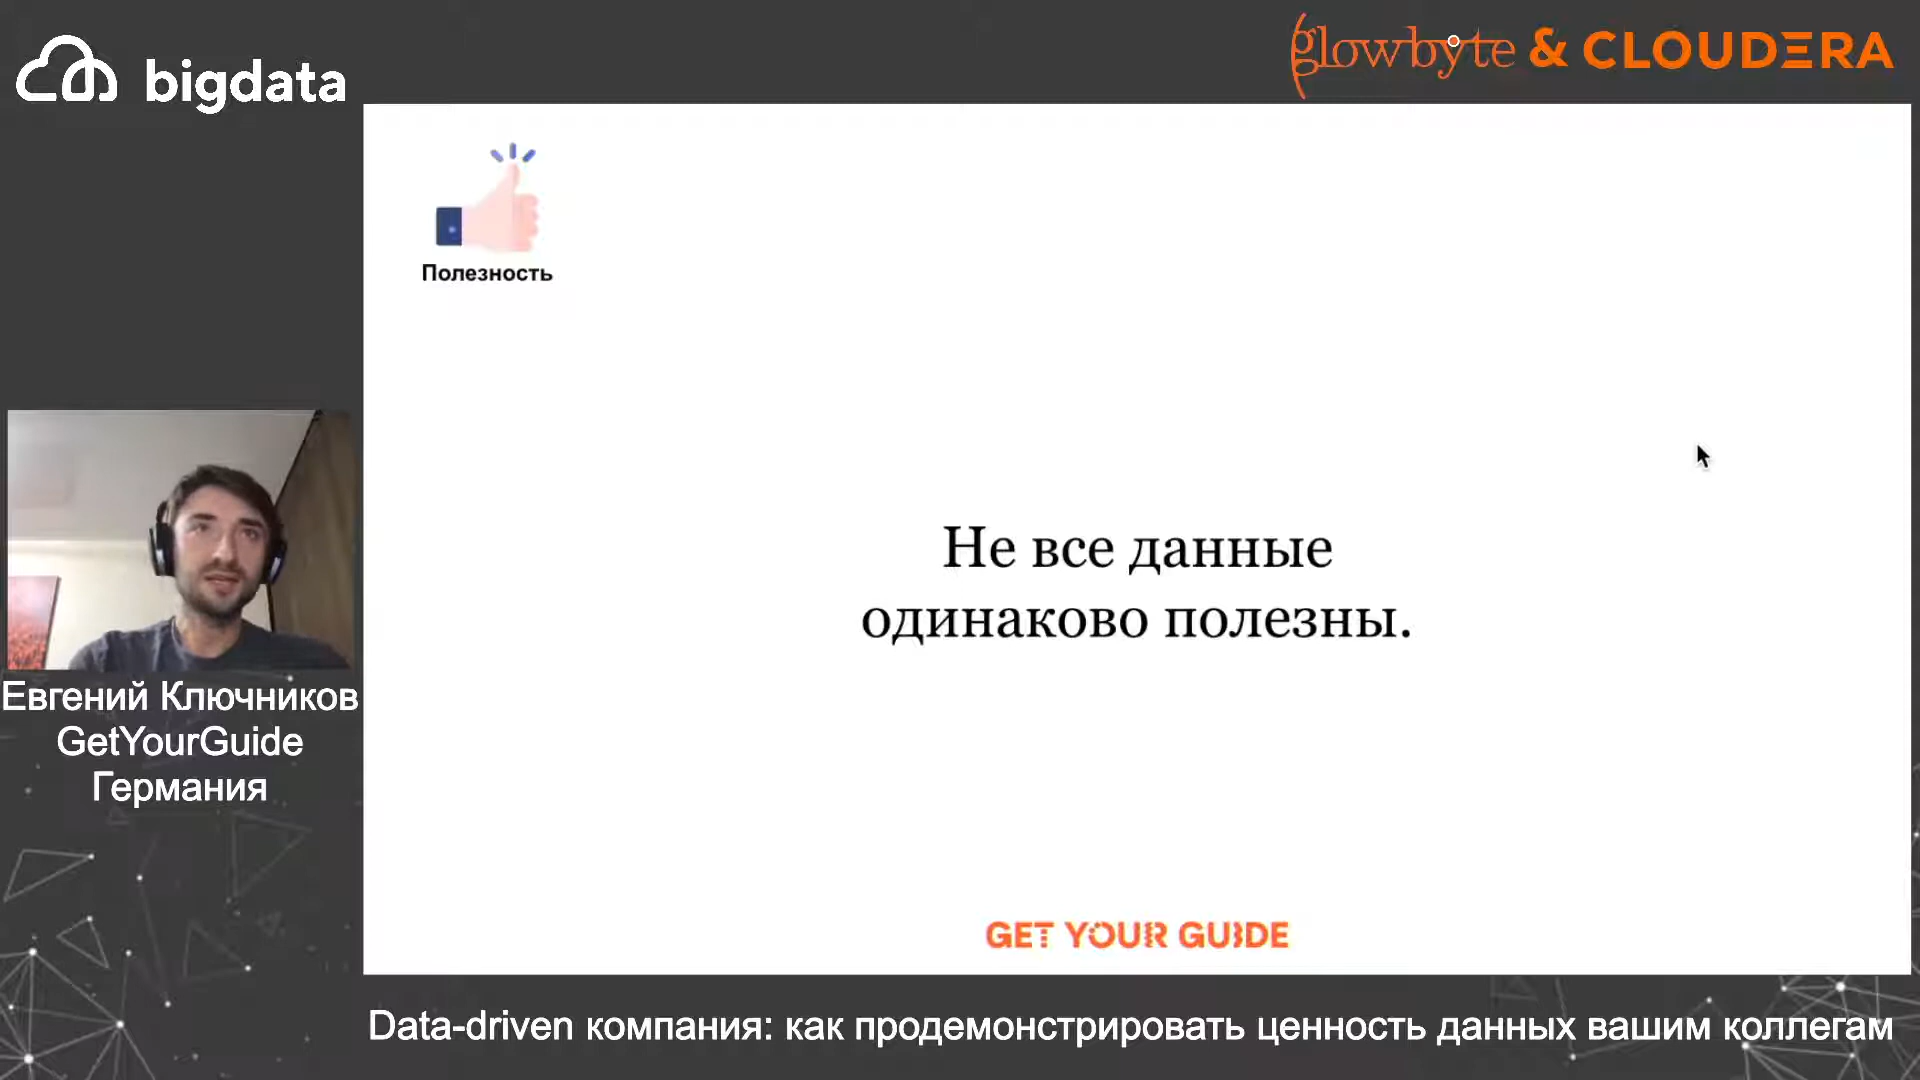 bigdata
glowbyte & CLOUDERA
Полезность
Не все данные
одинаково полезны.
Евгений Ключников
GetYourGuide
Германия
GET YOUR GUIDE
Data-driven компания: как продемонстрировать ценность данных вашим коллегам